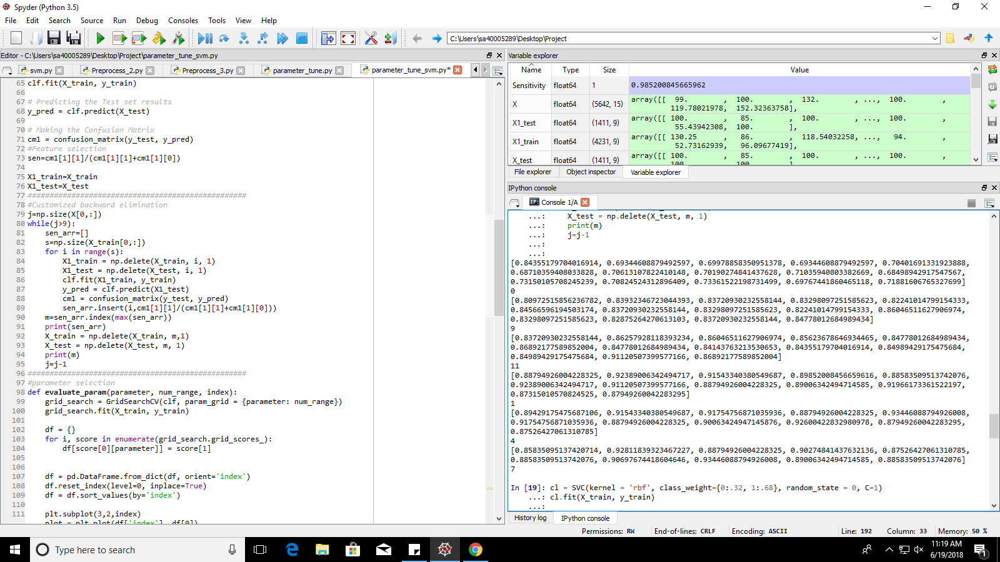 Spyder (Python 3.5)
File Edit Search Source Run Debug Consoles Tools View Help
C:\Users\sa40005289\Desktop\Project
Editor - C:\Users\sa40005289\Desktop\Project\parameter_tune_svm.py
svm.py Preprocess_2.py Preprocess_3.py parameter_tune.py parameter_tune_svm.py*
65 clf.fit(X_train, y_train)
66
67 # Predicting the Test set results
68 y_pred = clf.predict(X_test)
69
70 # Making the Confusion Matrix
71 cm1 = confusion_matrix(y_test, y_pred)
72 #Feature selection
73 sen=cm1[1][1]/(cm1[1][1]+cm1[1][0])
74
75 X1_train=X_train
76 X1_test=X_test
77 ##################################################
78 #Customized backward elimination
79 j=np.size(X[0,:])
80 while(j>9):
81     sen_arr=[]
82     s=np.size(X_train[0,:])
83     for i in range(s):
84         X1_train = np.delete(X_train, i, 1)
85         X1_test = np.delete(X_test, i, 1)
86         clf.fit(X1_train, y_train)
87         y_pred = clf.predict(X1_test)
88         cm1 = confusion_matrix(y_test, y_pred)
89         sen_arr.insert(i,cm1[1][1]/(cm1[1][1]+cm1[1][0]))
90     m=sen_arr.index(max(sen_arr))
91     print(sen_arr)
92     X_train = np.delete(X_train, m,1)
93     X_test = np.delete(X_test, m, 1)
94     print(m)
95     j=j-1
96 ##################################################
97 #parameter selection
98 def evaluate_param(parameter, num_range, index):
99     grid_search = GridSearchCV(clf, param_grid = {parameter: num_range})
100     grid_search.fit(X_train, y_train)
101
102     df = {}
103     for i, score in enumerate(grid_search.grid_scores_):
104         df[score[0][parameter]] = score[1]
105
106
107     df = pd.DataFrame.from_dict(df, orient='index')
108     df.reset_index(level=0, inplace=True)
109     df = df.sort_values(by='index')
110
111     plt.subplot(3,2,index)
plot = plt.plot(df['index'], df[0])
Variable explorer
Name Type Size Value
Sensitivity float64 1 0.985200845665962
X float64 (5642, 15) array([[ 99. , 100. , 132. , ..., 100. ,
119.78021978, 152.32363758],
X1_test float64 (1411, 9) array([[ 100. , 85. , 100. , ..., 100. ,
55.43942308, 100. ],
X1_train float64 (4231, 9) array([[ 130.25 , 86. , 118.54032258, ..., 94. ,
52.73162939, 96.09677419],
X_test float64 (1411, 9) array([[ 100. , 85. , 100. , ..., 100. ,
File explorer Object inspector Variable explorer
IPython console
Console 1/A
...:     X_test = np.delete(X_test, m, 1)
...:     print(m)
...:     j=j-1
...:
...:
[0.84355179704016914, 0.69344608879492597, 0.69978858350951378, 0.69344608879492597, 0.70401691331923888,
0.68710359408033828, 0.70613107822410148, 0.70190274841437628, 0.71035940803382669, 0.68498942917547567,
0.73150105708245239, 0.70824524312896409, 0.73361522198731499, 0.69767441860465118, 0.71881606765327699]
0
[0.80972515856236782, 0.83932346723044393, 0.83720930232558144, 0.83298097251585623, 0.82241014799154333,
0.84566596194503174, 0.83720930232558144, 0.83298097251585623, 0.82241014799154333, 0.86046511627906974,
0.83298097251585623, 0.82875264270613103, 0.83720930232558144, 0.84778012684989434]
9
[0.83720930232558144, 0.86257928118393234, 0.86046511627906974, 0.85623678646934465, 0.84778012684989434,
0.86892177589852004, 0.84778012684989434, 0.84143763213530653, 0.84355179704016914, 0.84989429175475684,
0.84989429175475684, 0.91120507399577166, 0.86892177589852004]
11
[0.88794926004228325, 0.92389006342494717, 0.91543340380549687, 0.89852008456659616, 0.88583509513742076,
0.92389006342494717, 0.91120507399577166, 0.88794926004228325, 0.89006342494714585, 0.91966173361522197,
0.87315010570824525, 0.87949260042283295]
1
[0.89429175475687106, 0.91543340380549687, 0.91754756871035936, 0.88794926004228325, 0.93446088794926008,
0.91754756871035936, 0.88794926004228325, 0.90063424947145876, 0.92600422832980978, 0.87949260042283295,
0.87526427061310785]
4
[0.85835095137420714, 0.92811839323467227, 0.88794926004228325, 0.90274841437632136, 0.87526427061310785,
0.88583509513742076, 0.90697674418604646, 0.93446088794926008, 0.89006342494714585, 0.88583509513742076]
7
In [19]: cl = SVC(kernel = 'rbf', class_weight={0:.32, 1:.68}, random_state = 0, C=1)
...: cl.fit(X_train, y_train)
...:
History log IPython console
Permissions: RW End-of-lines: CRLF Encoding: ASCII Line: 192 Column: 33 Memory: 50 %
Type here to search
11:19 AM
6/19/2018
1